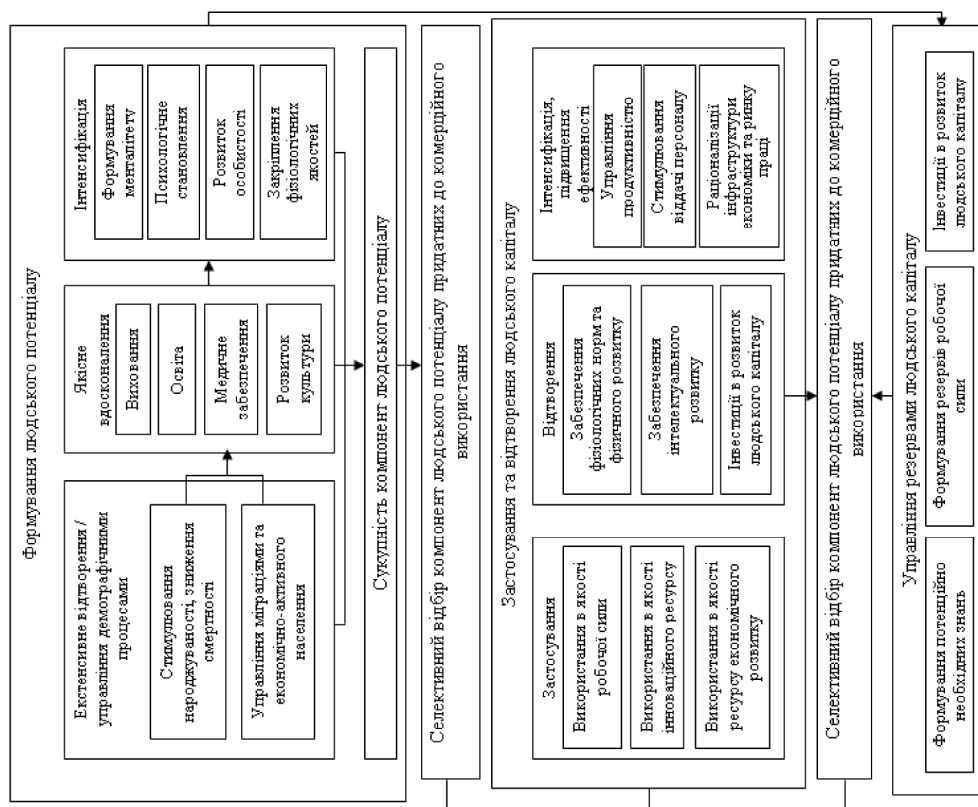 Формування людського потенціалу
Екстенсивне відтворення /
управління демографічними
процесами
Стимулювання
народжуваності, зниження
смертності
Управління міграціями та
економічно-активного
населення
Якісне
вдосконалення
Виховання
Освіта
Медичне
забезпечення
Розвиток
культури
Інтенсифікація
Формування
менталітету
Психологічне
становлення
Розвиток
особистості
Закріплення
фізіологічних
якостей
Сукупність компонент людського потенціалу
Селективний відбір компонент людського потенціалу придатних до комерційного
використання
Застосування та відтворення людського капіталу
Застосування
Використання в якості
робочої сили
Використання в якості
інноваційного ресурсу
Використання в якості
ресурсу економічного
розвитку
Відтворення
Забезпечення
фізіологічних норм та
фізичного розвитку
Забезпечення
інтелектуального
розвитку
Інвестиції в розвиток
людського капіталу
Інтенсифікація,
підвищення
ефективності
Управління
продуктивністю
Стимулювання
віддачі персоналу
Раціоналізації
інфраструктури
економіки та ринку
праці
Селективний відбір компонент людського потенціалу придатних до комерційного
використання
Управління резервами людського капіталу
Формування потенційно
необхідних знань
Формування резервів робочої
сили
Інвестиції в розвиток
людського капіталу